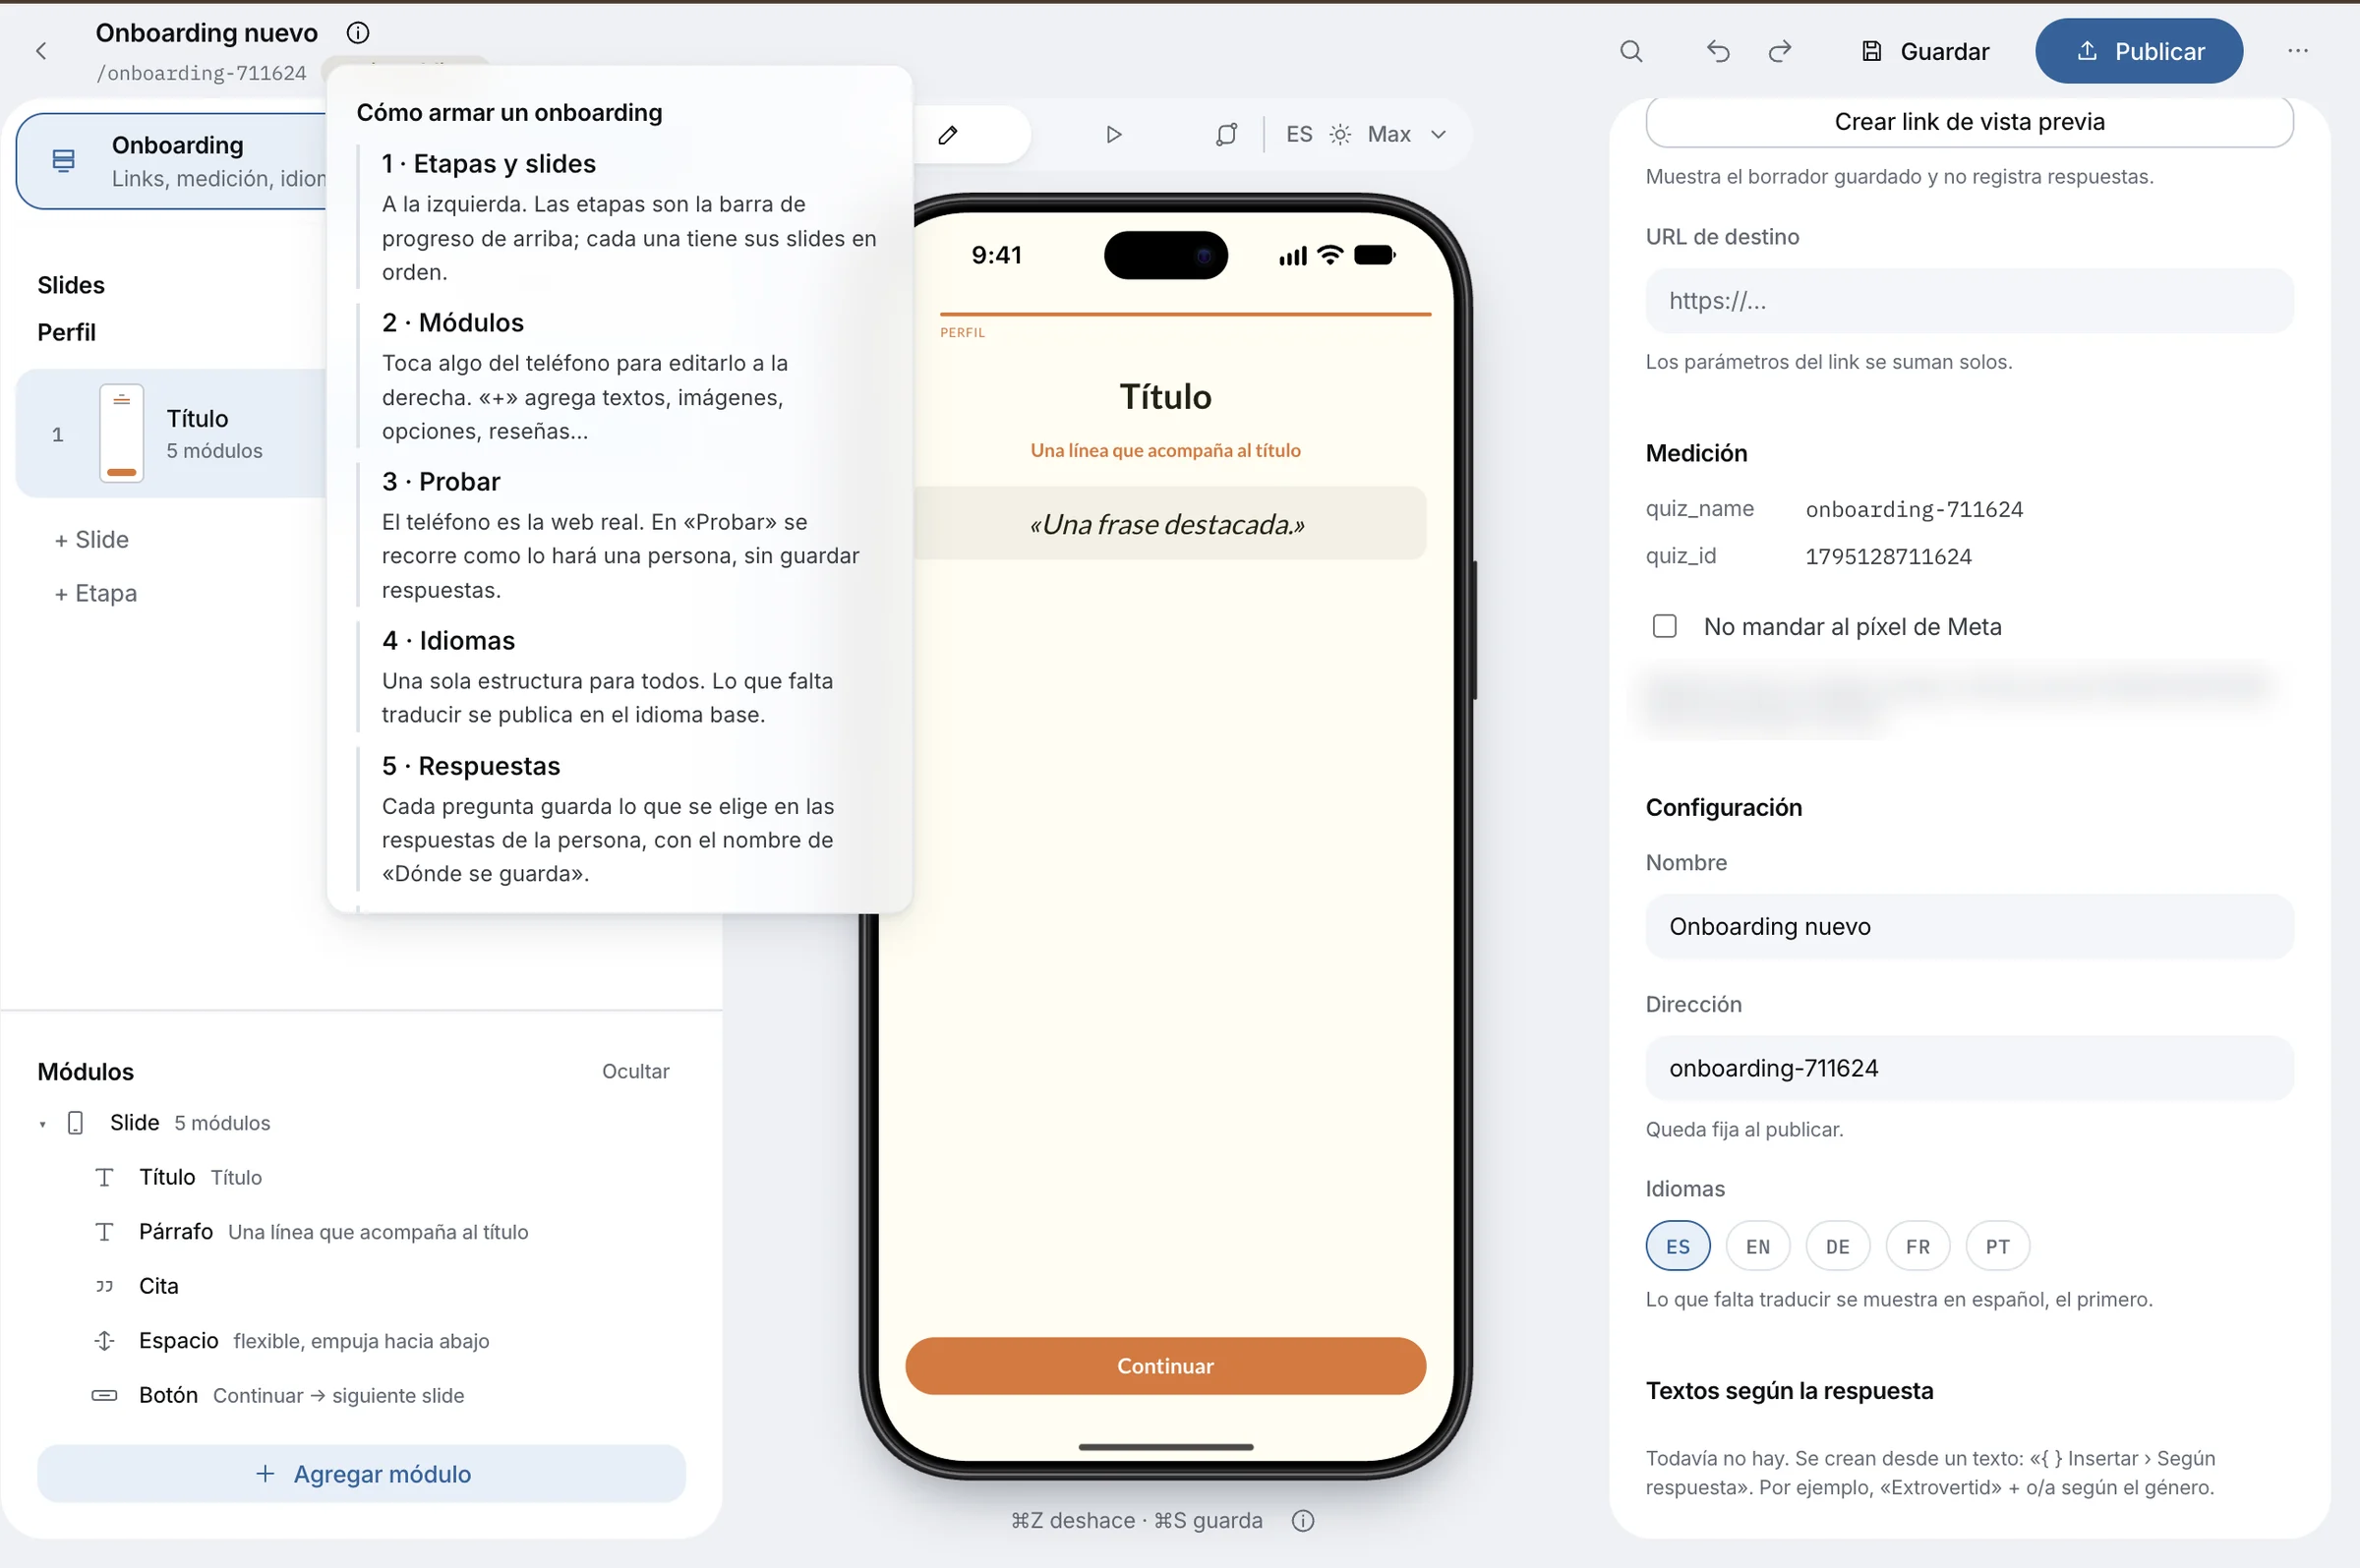 Onboarding nuevo
/onboarding-711624
Guardar
Publicar
Onboarding
Links, medición, idiom
Slides
Perfil
1
Título
5 módulos
+ Slide
+ Etapa
Cómo armar un onboarding
1 · Etapas y slides
A la izquierda. Las etapas son la barra de
progreso de arriba; cada una tiene sus slides en
orden.
2 · Módulos
Toca algo del teléfono para editarlo a la
derecha. «+» agrega textos, imágenes,
opciones, reseñas...
3 · Probar
El teléfono es la web real. En «Probar» se
recorre como lo hará una persona, sin guardar
respuestas.
4 · Idiomas
Una sola estructura para todos. Lo que falta
traducir se publica en el idioma base.
5 · Respuestas
Cada pregunta guarda lo que se elige en las
respuestas de la persona, con el nombre de
«Dónde se guarda».
Módulos
Ocultar
Slide 5 módulos
Título Título
Párrafo Una línea que acompaña al título
Cita
Espacio flexible, empuja hacia abajo
Botón Continuar → siguiente slide
+ Agregar módulo
ES Max
9:41
PERFIL
Título
Una línea que acompaña al título
«Una frase destacada.»
Continuar
⌘Z deshace · ⌘S guarda
Crear link de vista previa
Muestra el borrador guardado y no registra respuestas.
URL de destino
https://...
Los parámetros del link se suman solos.
Medición
quiz_name onboarding-711624
quiz_id 1795128711624
No mandar al píxel de Meta
Configuración
Nombre
Onboarding nuevo
Dirección
onboarding-711624
Queda fija al publicar.
Idiomas
ES EN DE FR PT
Lo que falta traducir se muestra en español, el primero.
Textos según la respuesta
Todavía no hay. Se crean desde un texto: «{ } Insertar › Según
respuesta». Por ejemplo, «Extrovertid» + o/a según el género.